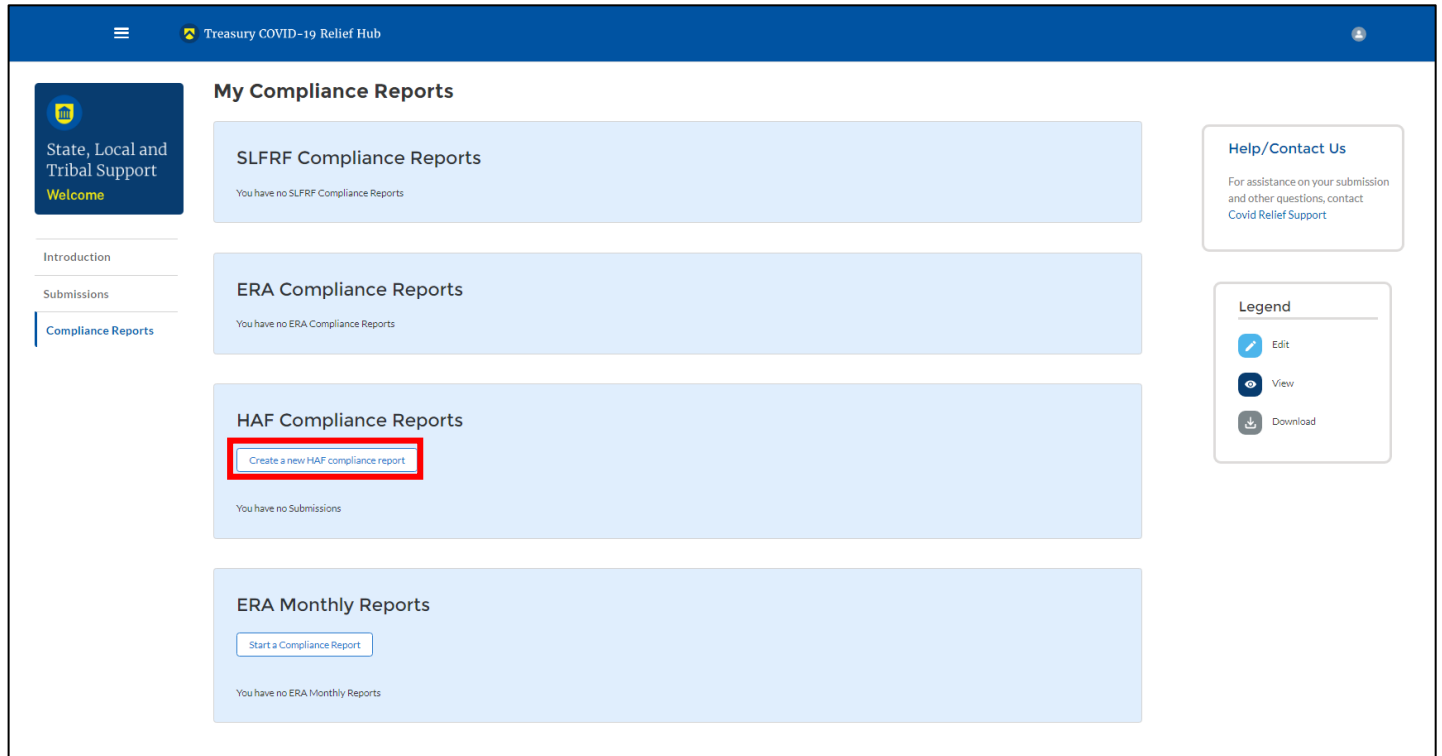 Treasury COVID-19 Relief Hub
State, Local and
Tribal Support
Welcome
Introduction
Submissions
Compliance Reports
My Compliance Reports
SLFRF Compliance Reports
You have no SLFRF Compliance Reports
ERA Compliance Reports
You have no ERA Compliance Reports
HAF Compliance Reports
Create a new HAF compliance report
You have no Submissions
ERA Monthly Reports
Start a Compliance Report
You have no ERA Monthly Reports
Help/Contact Us
For assistance on your submission
and other questions, contact
Covid Relief Support
Legend
Edit
View
Download